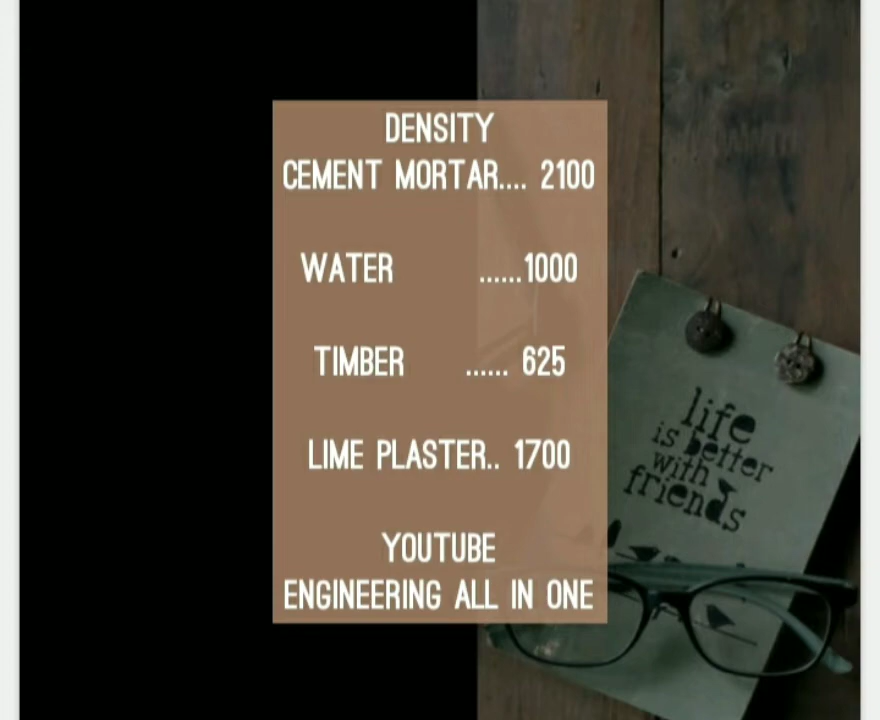 DENSITY
CEMENT MORTAR.... 2100
WATER ......1000
TIMBER ...... 625
LIME PLASTER.. 1700
YOUTUBE
ENGINEERING ALL IN ONE
life
is better
with
friends